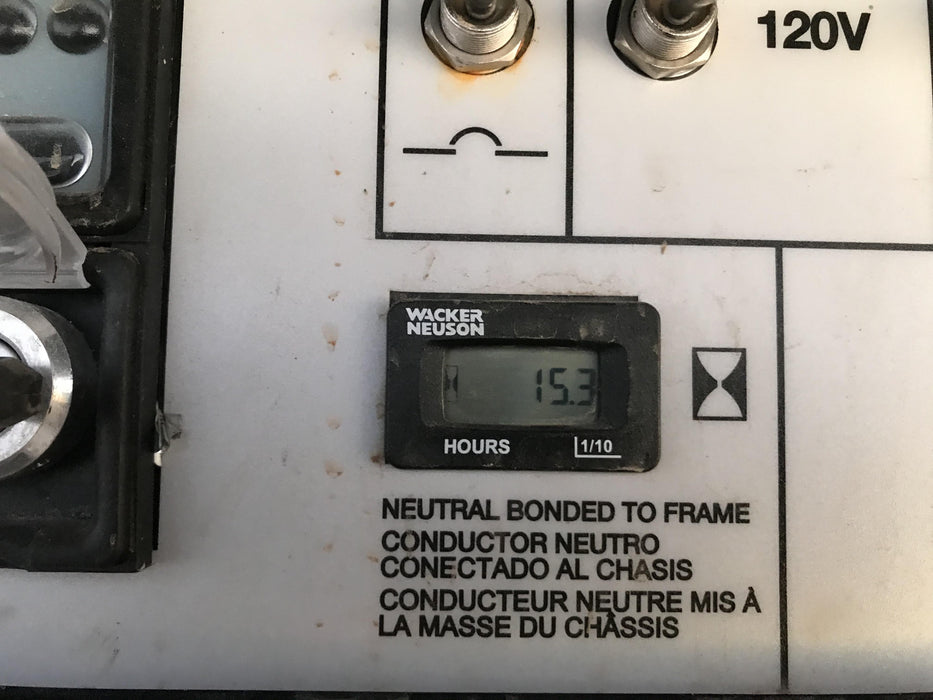 120V
WACKER
NEUSON
15.3
HOURS 1/10
NEUTRAL BONDED TO FRAME
CONDUCTOR NEUTRO
CONECTADO AL CHASIS
CONDUCTEUR NEUTRE MIS À
LA MASSE DU CHÂSSIS